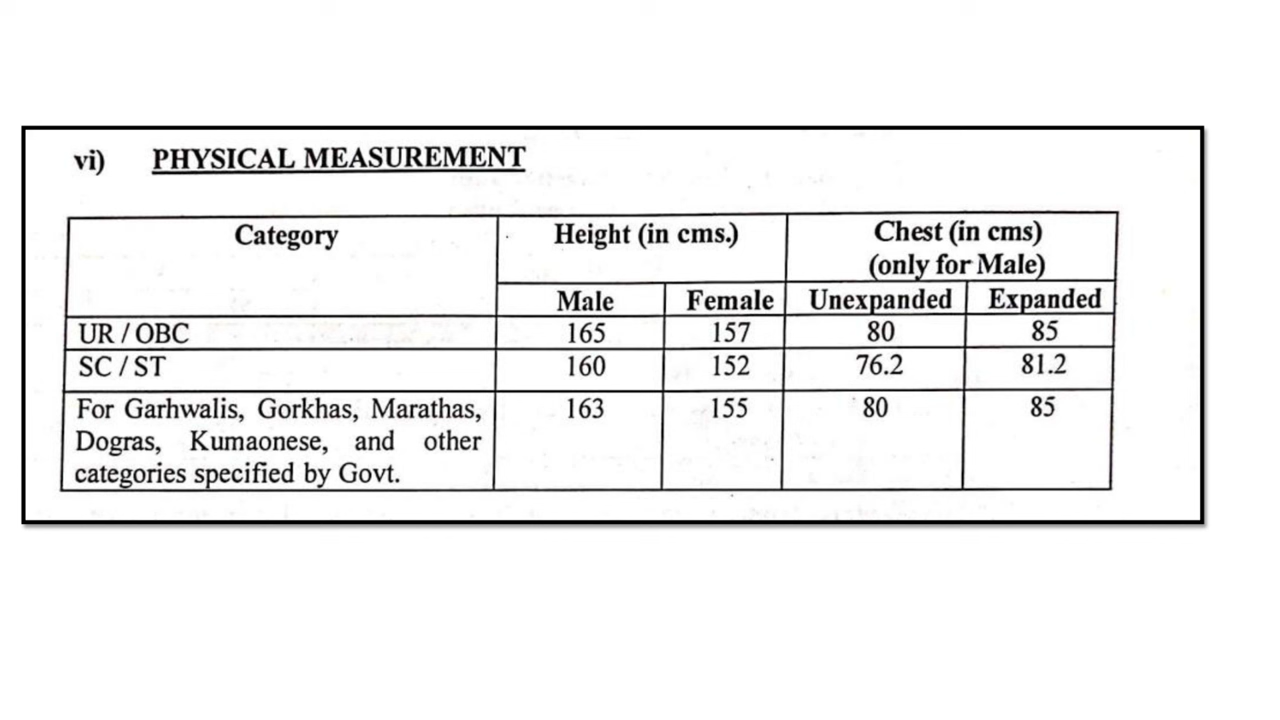 vi) PHYSICAL MEASUREMENT
Category Height (in cms.) Chest (in cms)
(only for Male)
Male Female Unexpanded Expanded
UR / OBC 165 157 80 85
SC / ST 160 152 76.2 81.2
For Garhwalis, Gorkhas, Marathas, 163 155 80 85
Dogras, Kumaonese, and other
categories specified by Govt.